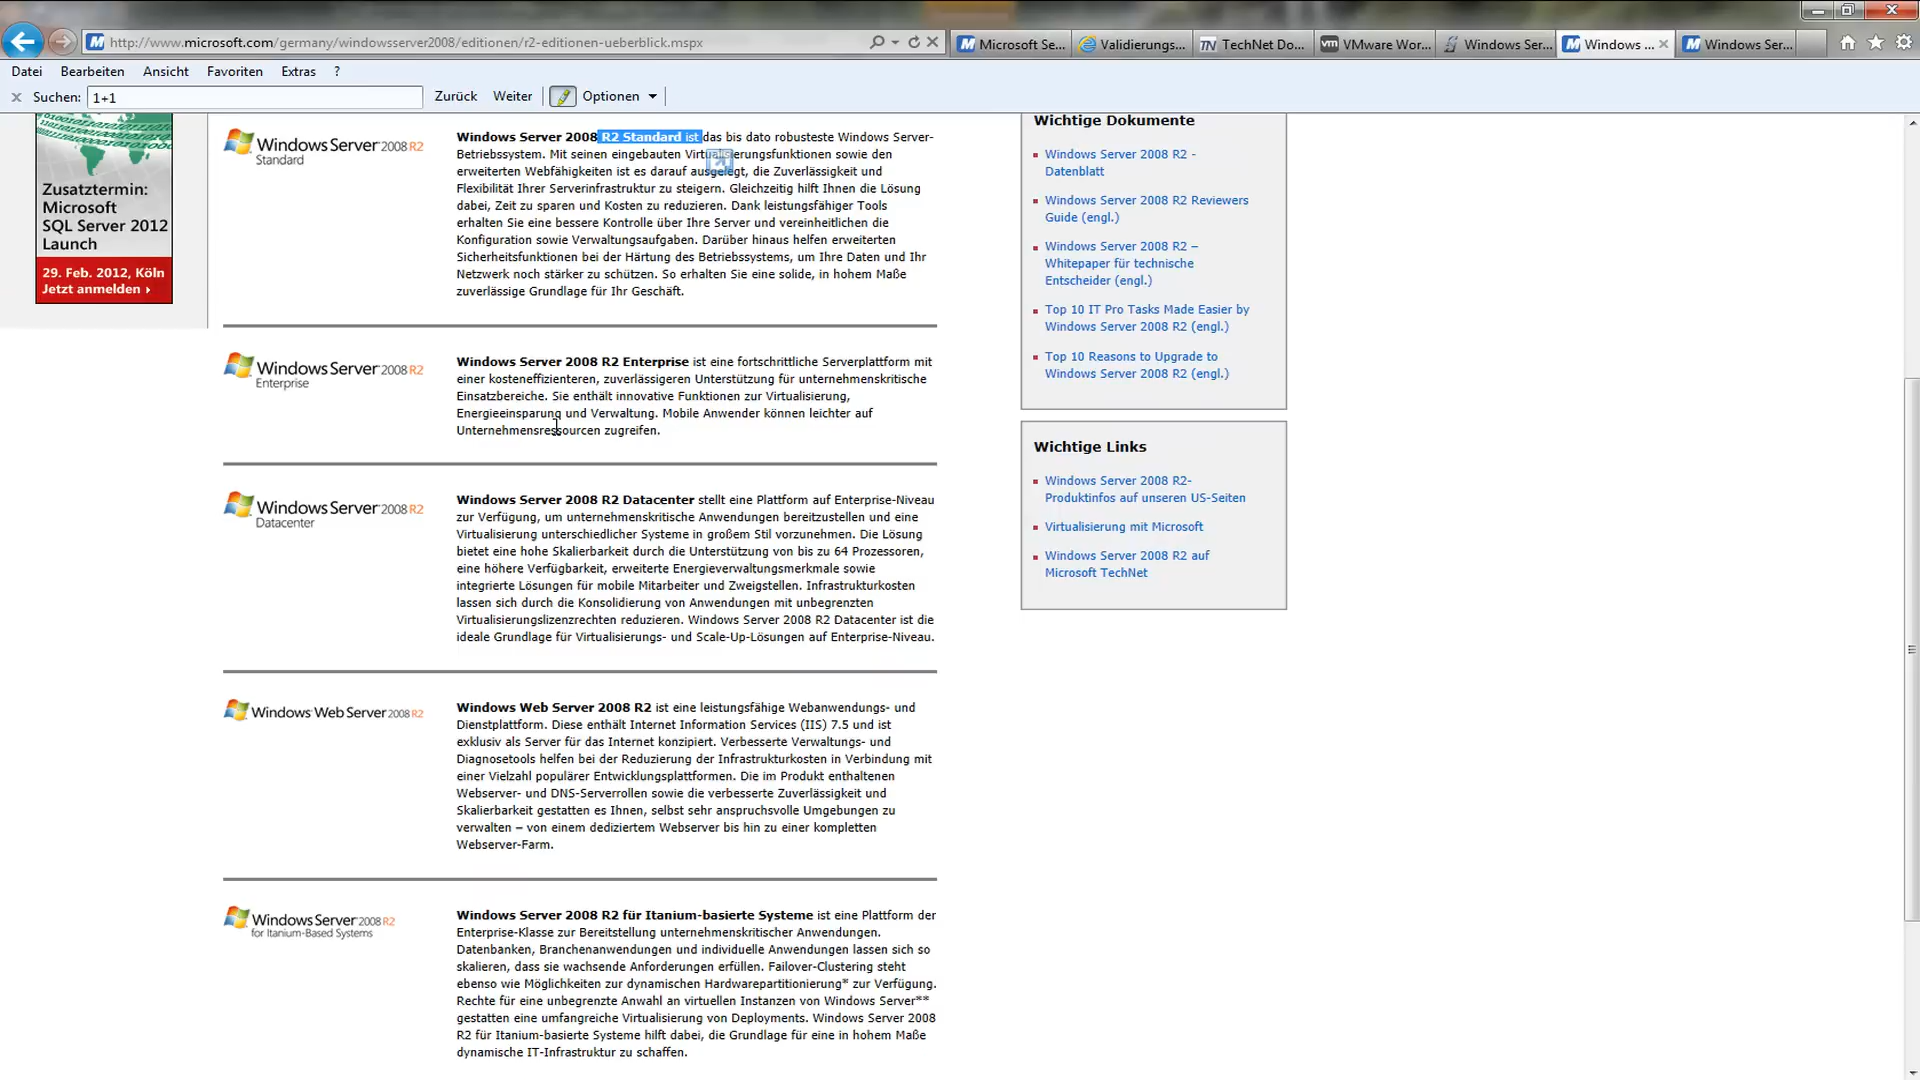 http://www.microsoft.com/germany/windowsserver2008/editionen/r2-editionen-ueberblick.mspx
Microsoft Se...
Validierungs...
TechNet Do...
VMware Wor...
Windows Ser...
Windows ...
Windows Ser...
Datei Bearbeiten Ansicht Favoriten Extras ?
Suchen: 1+1 Zurück Weiter Optionen
Zusatztermin:
Microsoft
SQL Server 2012
Launch
29. Feb. 2012, Köln
Jetzt anmeldenen
Windows Server 2008 R2
Standard
Windows Server 2008 R2 Standard ist das bis dato robusteste Windows Server-
Betriebssystem. Mit seinen eingebauten Virtualisierungsfunktionen sowie den
erweiterten Webfähigkeiten ist es darauf ausgelegt, die Zuverlässigkeit und
Flexibilität Ihrer Serverinfrastruktur zu steigern. Gleichzeitig hilft Ihnen die Lösung
dabei, Zeit zu sparen und Kosten zu reduzieren. Dank leistungsfähiger Tools
erhalten Sie eine bessere Kontrolle über Ihre Server und vereinheitlichen die
Konfiguration sowie Verwaltungsaufgaben. Darüber hinaus helfen erweiterten
Sicherheitsfunktionen bei der Härtung des Betriebssystems, um Ihre Daten und Ihr
Netzwerk noch stärker zu schützen. So erhalten Sie eine solide, in hohem Maße
zuverlässige Grundlage für Ihr Geschäft.
Windows Server 2008 R2
Enterprise
Windows Server 2008 R2 Enterprise ist eine fortschrittliche Serverplattform mit
einer kosteneffizienteren, zuverlässigeren Unterstützung für unternehmenskritische
Einsatzbereiche. Sie enthält innovative Funktionen zur Virtualisierung,
Energieeinsparung und Verwaltung. Mobile Anwender können leichter auf
Unternehmensressourcen zugreifen.
Windows Server 2008 R2
Datacenter
Windows Server 2008 R2 Datacenter stellt eine Plattform auf Enterprise-Niveau
zur Verfügung, um unternehmenskritische Anwendungen bereitzustellen und eine
Virtualisierung unterschiedlicher Systeme in großem Stil vorzunehmen. Die Lösung
bietet eine hohe Skalierbarkeit durch die Unterstützung von bis zu 64 Prozessoren,
eine höhere Verfügbarkeit, erweiterte Energieverwaltungsmerkmale sowie
integrierte Lösungen für mobile Mitarbeiter und Zweigstellen. Infrastrukturkosten
lassen sich durch die Konsolidierung von Anwendungen mit unbegrenzten
Virtualisierungslizenzrechten reduzieren. Windows Server 2008 R2 Datacenter ist die
ideale Grundlage für Virtualisierungs- und Scale-Up-Lösungen auf Enterprise-Niveau.
Windows Web Server 2008 R2
Windows Web Server 2008 R2 ist eine leistungsfähige Webanwendungs- und
Dienstplattform. Diese enthält Internet Information Services (IIS) 7.5 und ist
exklusiv als Server für das Internet konzipiert. Verbesserte Verwaltungs- und
Diagnosetools helfen bei der Reduzierung der Infrastrukturkosten in Verbindung mit
einer Vielzahl populärer Entwicklungsplattformen. Die im Produkt enthaltenen
Webserver- und DNS-Serverrollen sowie die verbesserte Zuverlässigkeit und
Skalierbarkeit gestatten es Ihnen, selbst sehr anspruchsvolle Umgebungen zu
verwalten – von einem dediziertem Webserver bis hin zu einer kompletten
Webserver-Farm.
Windows Server 2008 R2
for Itanium-Based Systems
Windows Server 2008 R2 für Itanium-basierte Systeme ist eine Plattform der
Enterprise-Klasse zur Bereitstellung unternehmenskritischer Anwendungen.
Datenbanken, Branchenanwendungen und individuelle Anwendungen lassen sich so
skalieren, dass sie wachsende Anforderungen erfüllen. Failover-Clustering steht
ebenso wie Möglichkeiten zur dynamischen Hardwarepartitionierung* zur Verfügung.
Rechte für eine unbegrenzte Anwahl an virtuellen Instanzen von Windows Server**
gestatten eine umfangreiche Virtualisierung von Deployments. Windows Server 2008
R2 für Itanium-basierte Systeme hilft dabei, die Grundlage für eine in hohem Maße
dynamische IT-Infrastruktur zu schaffen.
Wichtige Dokumente
Windows Server 2008 R2 -
Datenblatt
Windows Server 2008 R2 Reviewers
Guide (engl.)
Windows Server 2008 R2 –
Whitepaper für technische
Entscheider (engl.)
Top 10 IT Pro Tasks Made Easier by
Windows Server 2008 R2 (engl.)
Top 10 Reasons to Upgrade to
Windows Server 2008 R2 (engl.)
Wichtige Links
Windows Server 2008 R2-
Produktinfos auf unseren US-Seiten
Virtualisierung mit Microsoft
Windows Server 2008 R2 auf
Microsoft TechNet